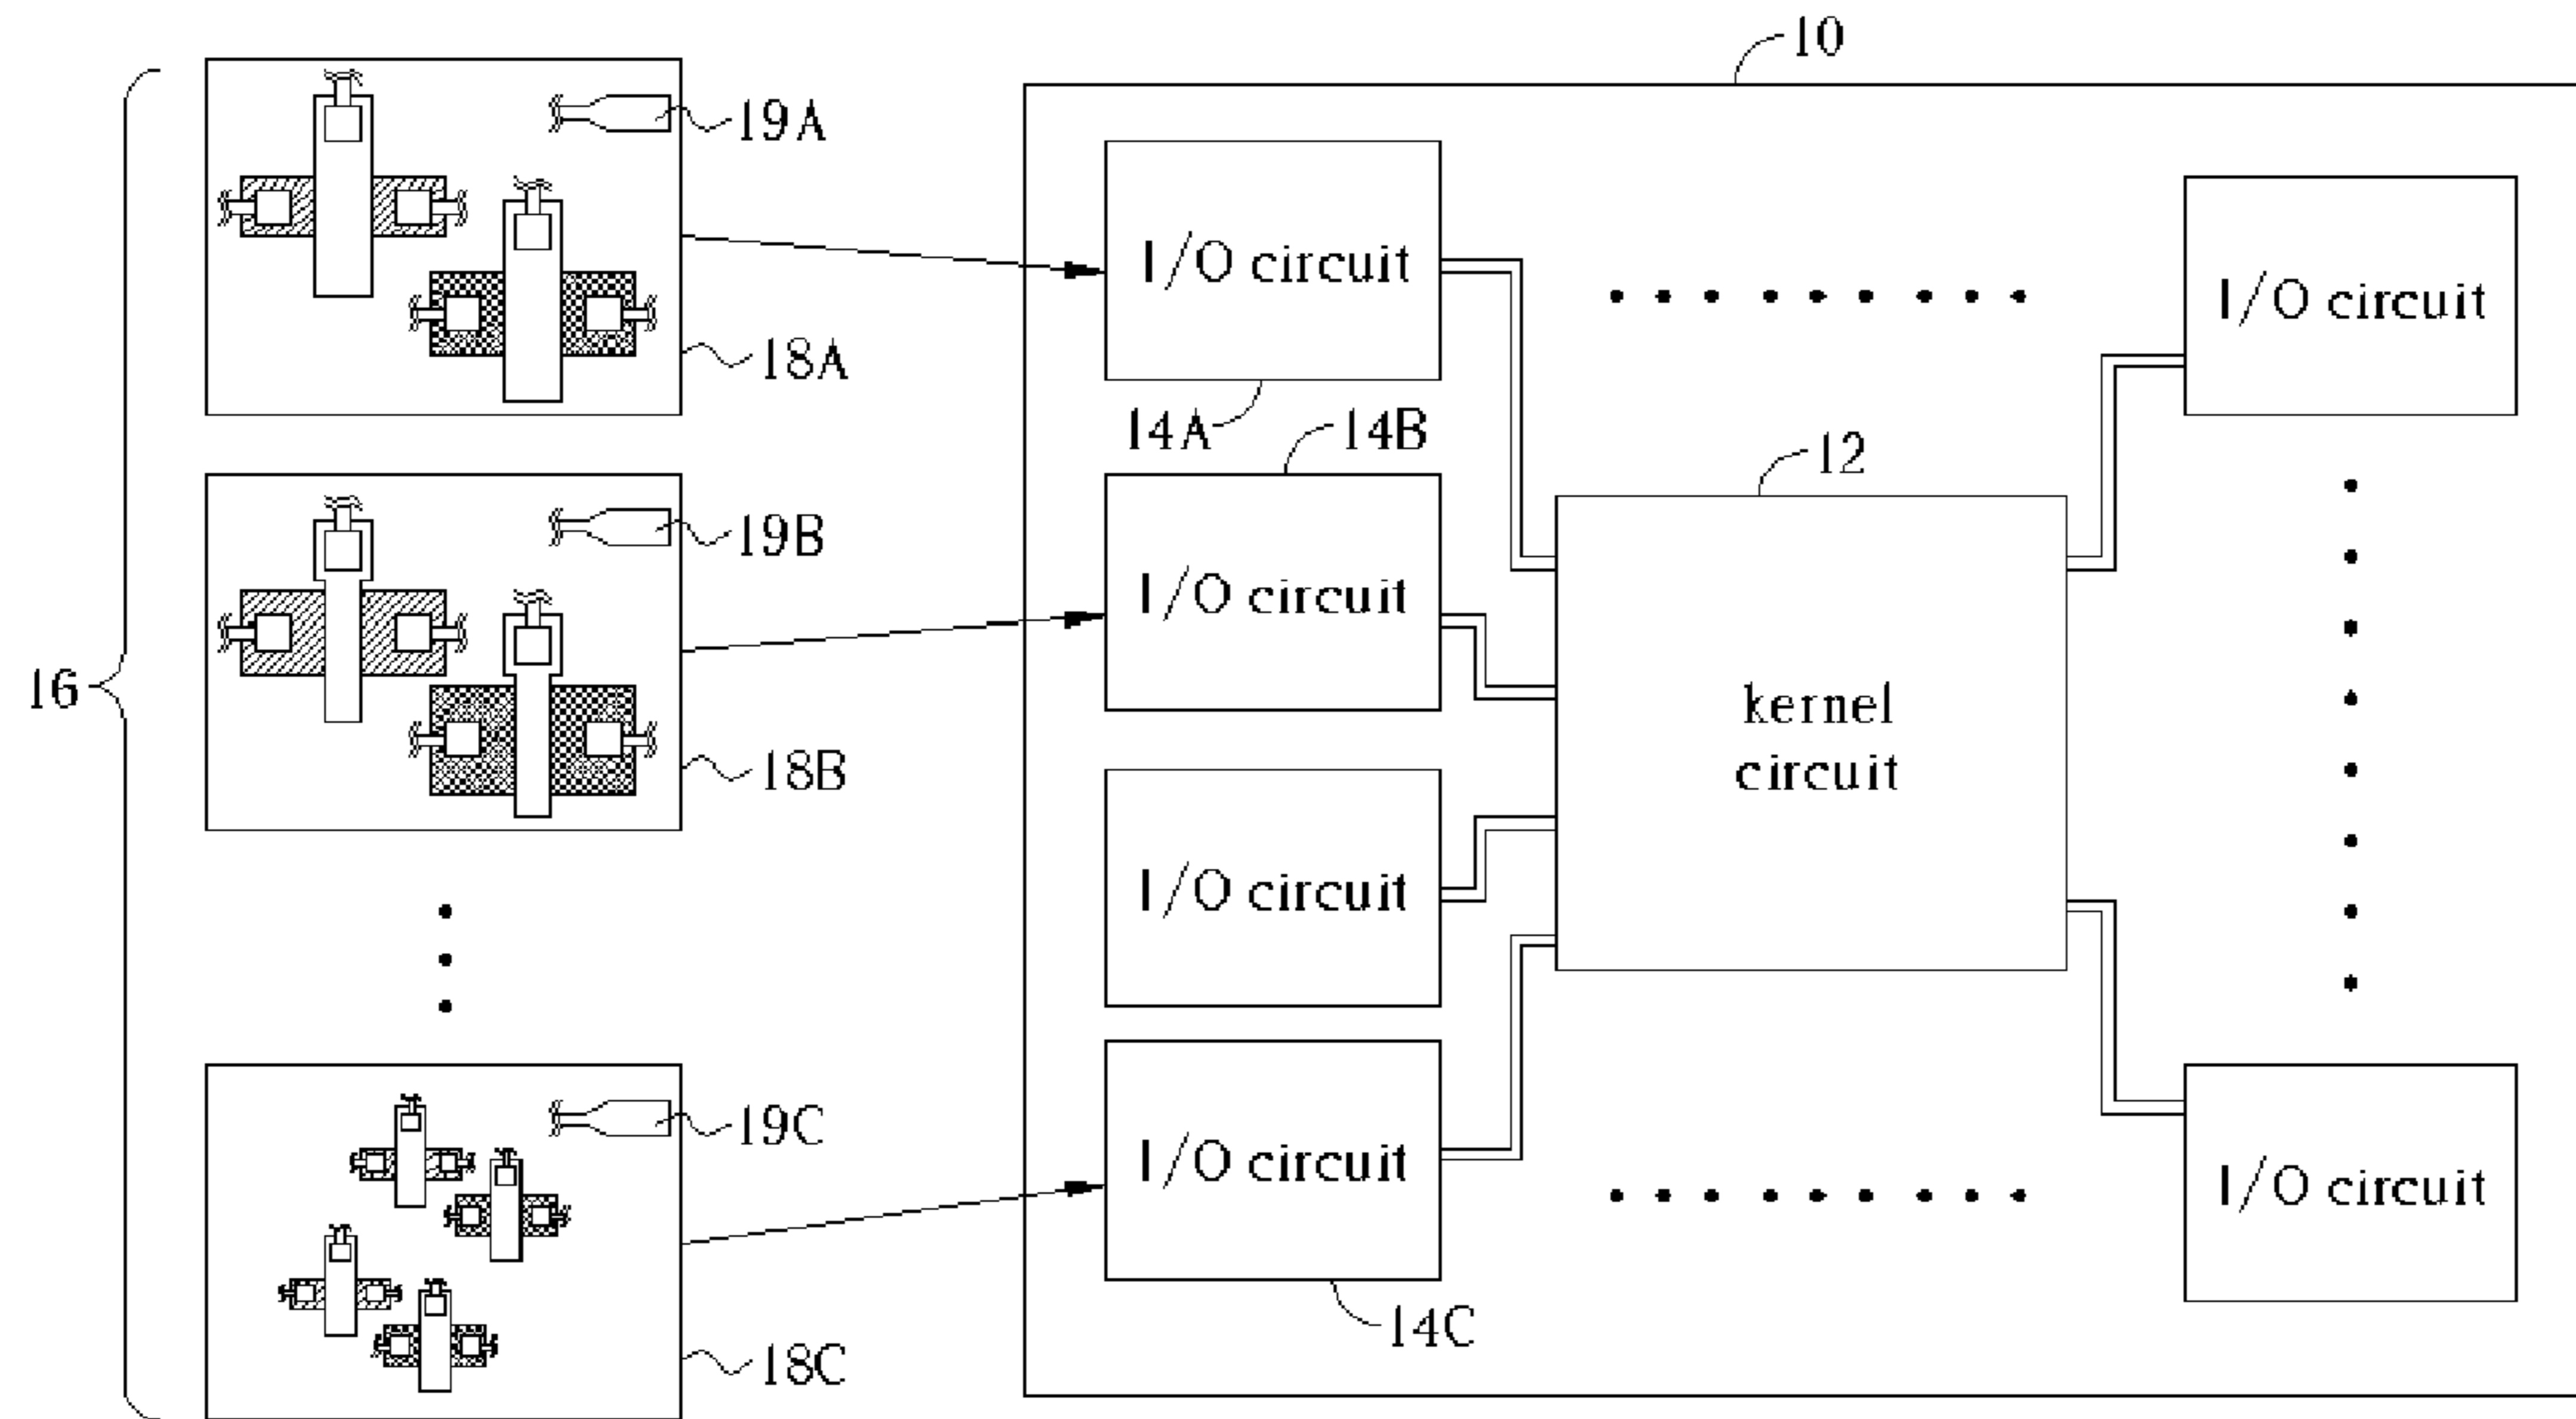 10
19A
I/O circuit
I/O circuit
18A
14A
14B
12
19B
I/O circuit
16
kernel
circuit
18B
I/O circuit
19C
I/O circuit
I/O circuit
14C
18C